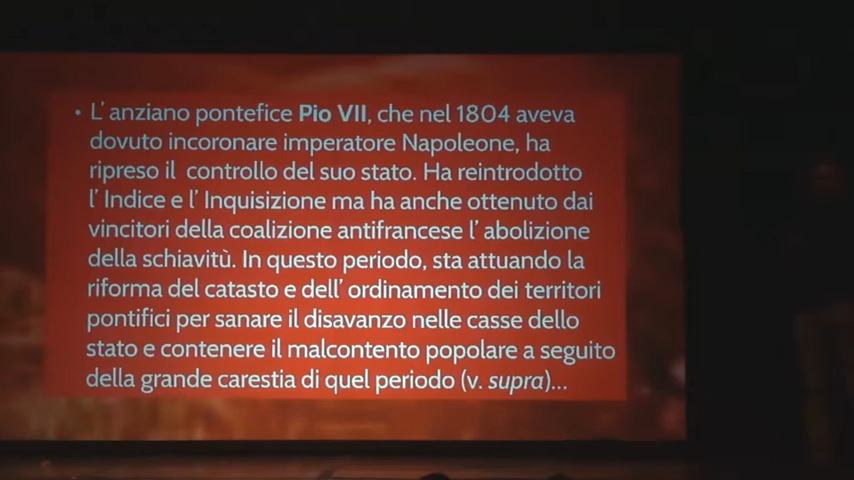 • L' anziano pontefice Pio VII, che nel 1804 aveva
dovuto incoronare imperatore Napoleone, ha
ripreso il controllo del suo stato. Ha reintrodotto
l' Indice e l' Inquisizione ma ha anche ottenuto dai
vincitori della coalizione antifrancese l' abolizione
della schiavitù. In questo periodo, sta attuando la
riforma del catasto e dell' ordinamento dei territori
pontifici per sanare il disavanzo nelle casse dello
stato e contenere il malcontento popolare a seguito
della grande carestia di quel periodo (v. supra)...